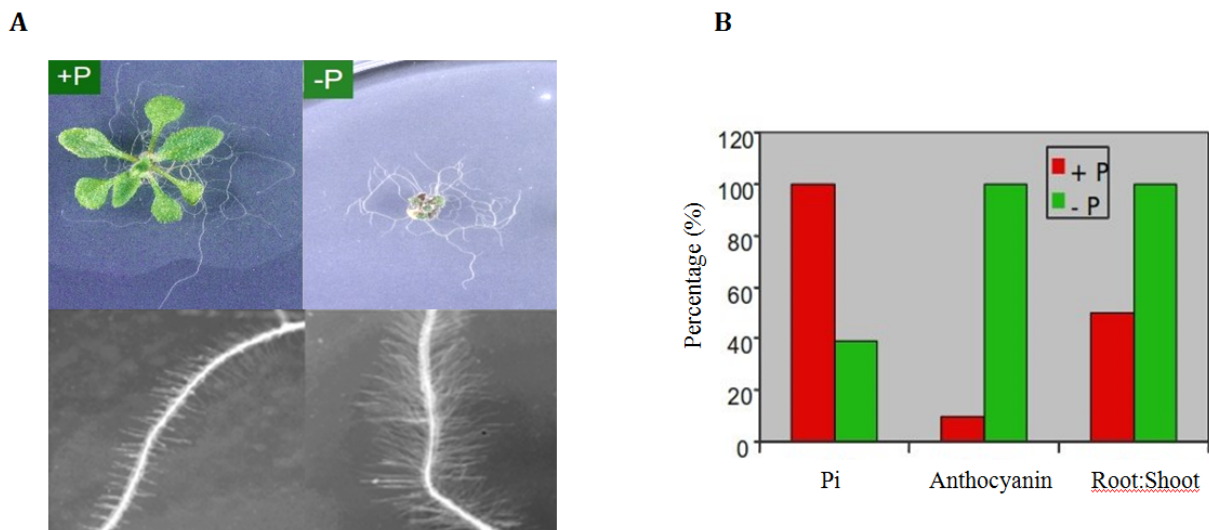 A
B
+P
-P
120
100
80
60
40
20
0
Percentage (%)
+ P
- P
Pi
Anthocyanin
Root:Shoot